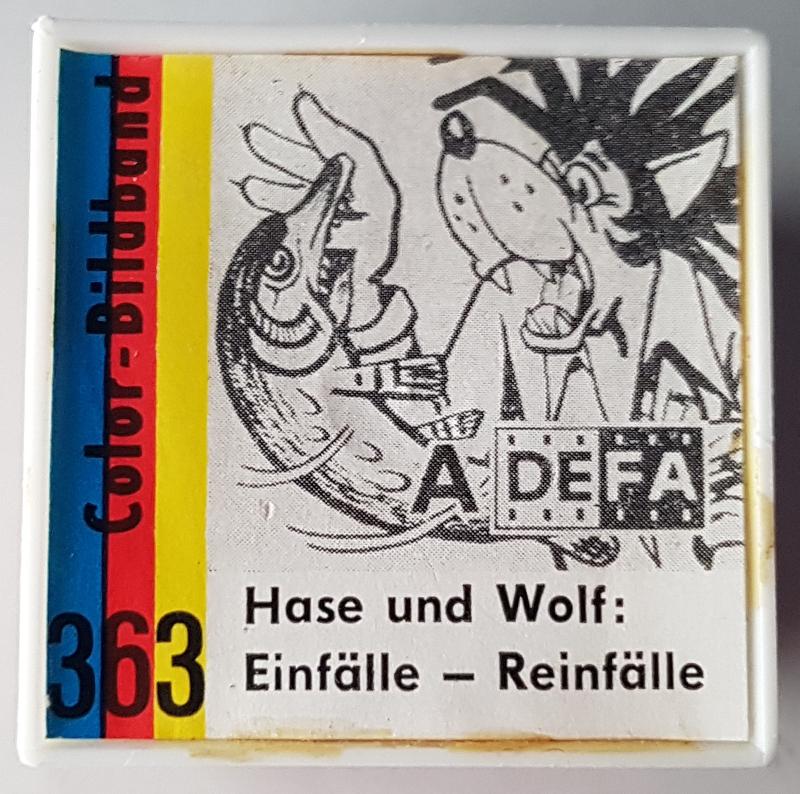 Color-Bildband
363
A DEFA
Hase und Wolf:
Einfälle – Reinfälle